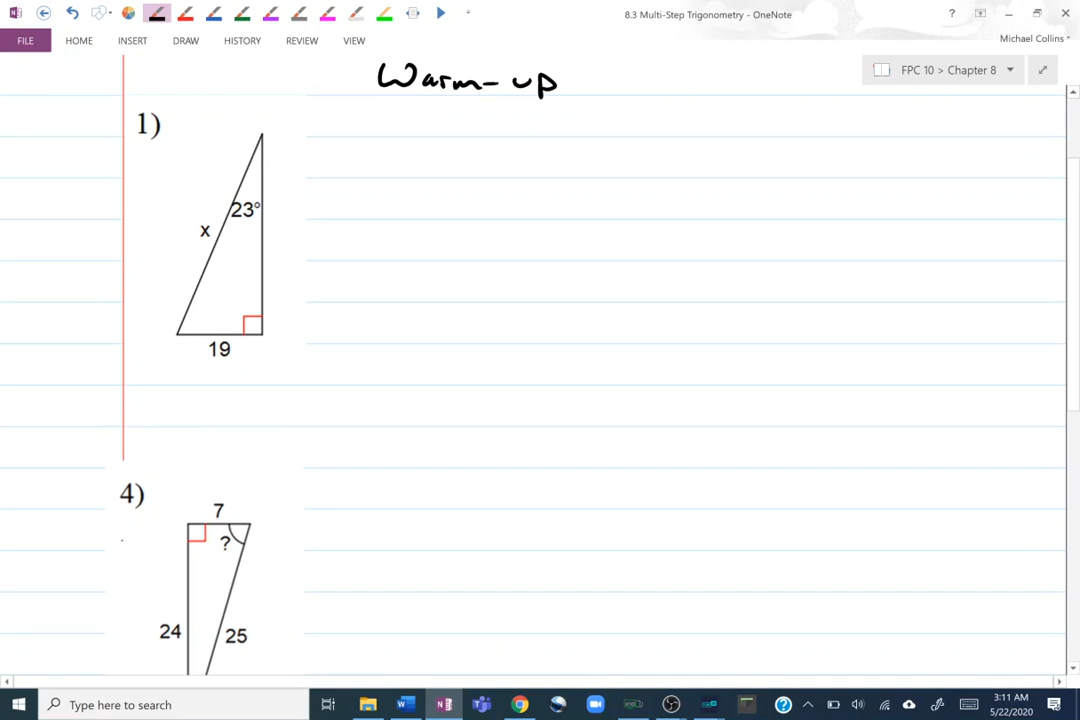 8.3 Multi-Step Trigonometry - OneNote
?
FILE HOME INSERT DRAW HISTORY REVIEW VIEW
Michael Collins
FPC 10 > Chapter 8
Warm-up
1)
23°
x
19
4)
7
?
24
25
Type here to search
3:11 AM
5/22/2020